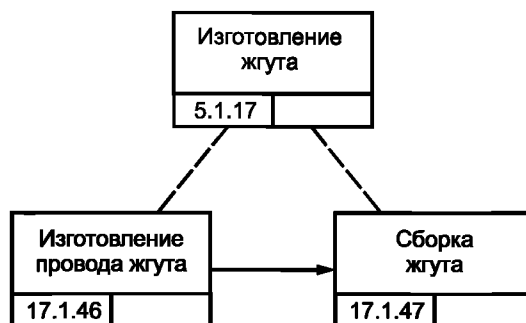 Изготовление
жгута
5.1.17
Изготовление
провода жгута
17.1.46
Сборка
жгута
17.1.47